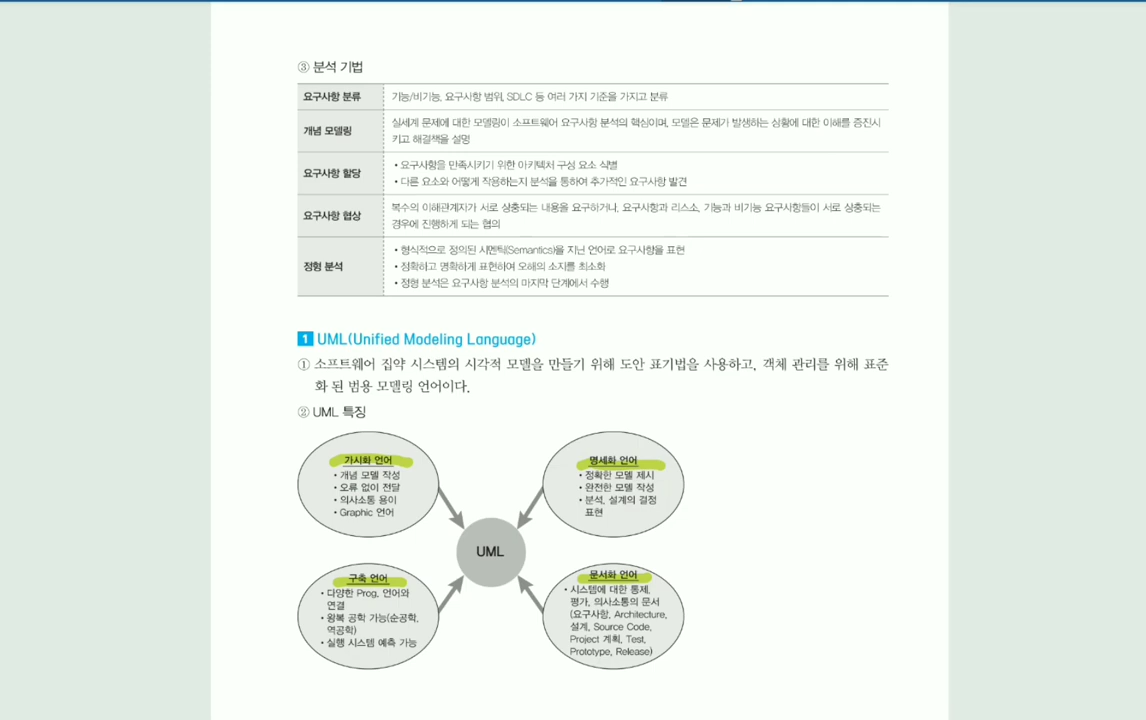 ③ 분석 기법
요구사항 분류
기능/비기능, 요구사항 범위, SDLC 등 여러 가지 기준을 가지고 분류
개념 모델링
실세계 문제에 대한 모델링이 소프트웨어 요구사항 분석의 핵심이며, 모델은 문제가 발생하는 상황에 대한 이해를 증진시
키고 해결책을 설명
요구사항 할당
• 요구사항을 만족시키기 위한 아키텍처 구성 요소 식별
• 다른 요소와 어떻게 작용하는지 분석을 통하여 추가적인 요구사항 발견
요구사항 협상
복수의 이해관계자가 서로 상충되는 내용을 요구하거나, 요구사항과 리스소, 기능과 비기능 요구사항들이 서로 상충되는
경우에 진행하게 되는 협의
정형 분석
• 형식적으로 정의된 시멘틱(Semantics)을 지닌 언어로 요구사항을 표현
• 정확하고 명확하게 표현하여 오해의 소지를 최소화
• 정형 분석은 요구사항 분석의 마지막 단계에서 수행
1 UML(Unified Modeling Language)
① 소프트웨어 집약 시스템의 시각적 모델을 만들기 위해 도안 표기법을 사용하고, 객체 관리를 위해 표준
화 된 범용 모델링 언어이다.
② UML 특징
가시화 언어
• 개념 모델 작성
• 오류 없이 전달
• 의사소통 용이
• Graphic 언어
명세화 언어
• 정확한 모델 제시
• 완전한 모델 작성
• 분석, 설계의 결정
표현
UML
구축 언어
• 다양한 Prog, 언어와
연결
• 왕복 공학 가능(순공학,
역공학)
• 실행 시스템 예측 가능
문서화 언어
• 시스템에 대한 통제,
평가, 의사소통의 문서
(요구사항, Architecture,
설계, Source Code,
Project 계획, Test,
Prototype, Release)